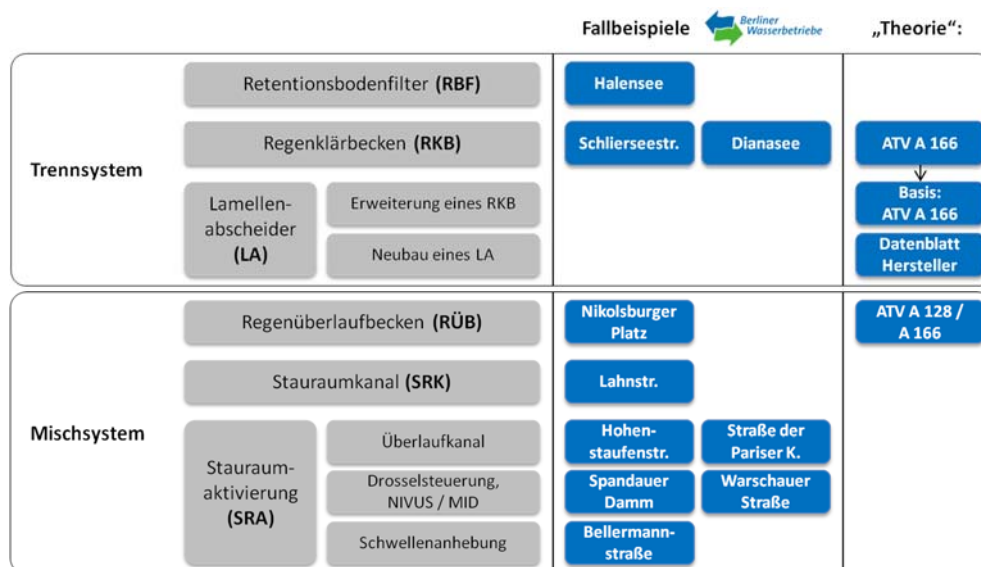 Fallbeispiele
Berliner
Wasserbetriebe
„Theorie“:
Trennsystem
Retentionsbodenfilter (RBF)
Halensee
Regenklärbecken (RKB)
Schlierseestr.
Dianasee
ATV A 166
Lamellen-
abscheider
(LA)
Erweiterung eines RKB
Basis:
ATV A 166
Neubau eines LA
Datenblatt
Hersteller
Mischsystem
Regenüberlaufbecken (RÜB)
Nikolsburger
Platz
ATV A 128 /
A 166
Stauraumkanal (SRK)
Lahnstr.
Stauraum-
aktivierung
(SRA)
Überlaufkanal
Hohen-
staufenstr.
Straße der
Pariser K.
Drosselsteuerung,
NIVUS / MID
Spandauer
Damm
Warschauer
Straße
Schwellenanhebung
Bellermann-
straße